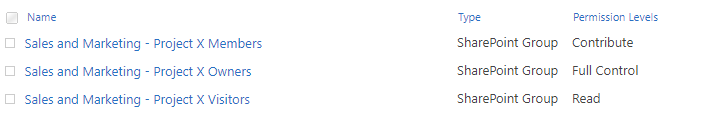 Name Type Permission Levels
Sales and Marketing - Project X Members SharePoint Group Contribute
Sales and Marketing - Project X Owners SharePoint Group Full Control
Sales and Marketing - Project X Visitors SharePoint Group Read